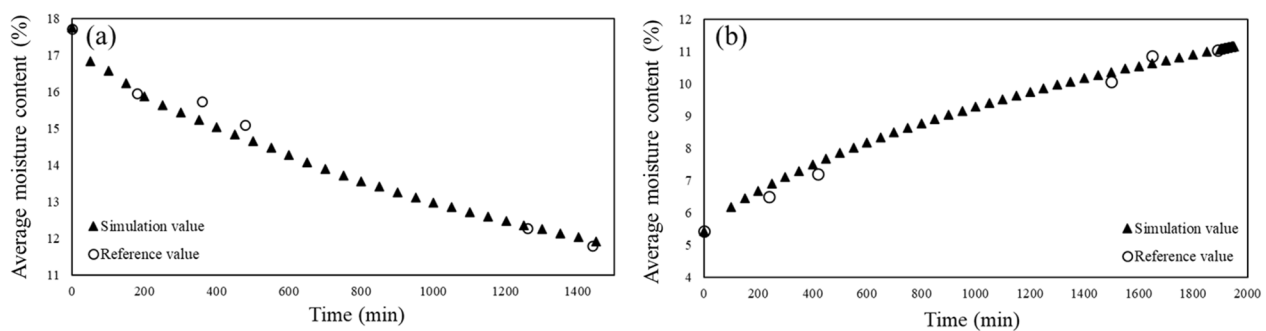 18
17
16
15
14
13
12
11
Average moisture content (%)
(a)
Simulation value
Reference value
0 200 400 600 800 1000 1200 1400
Time (min)
12
11
10
9
8
7
6
5
4
Average moisture content (%)
(b)
Simulation value
Reference value
0 200 400 600 800 1000 1200 1400 1600 1800 2000
Time (min)